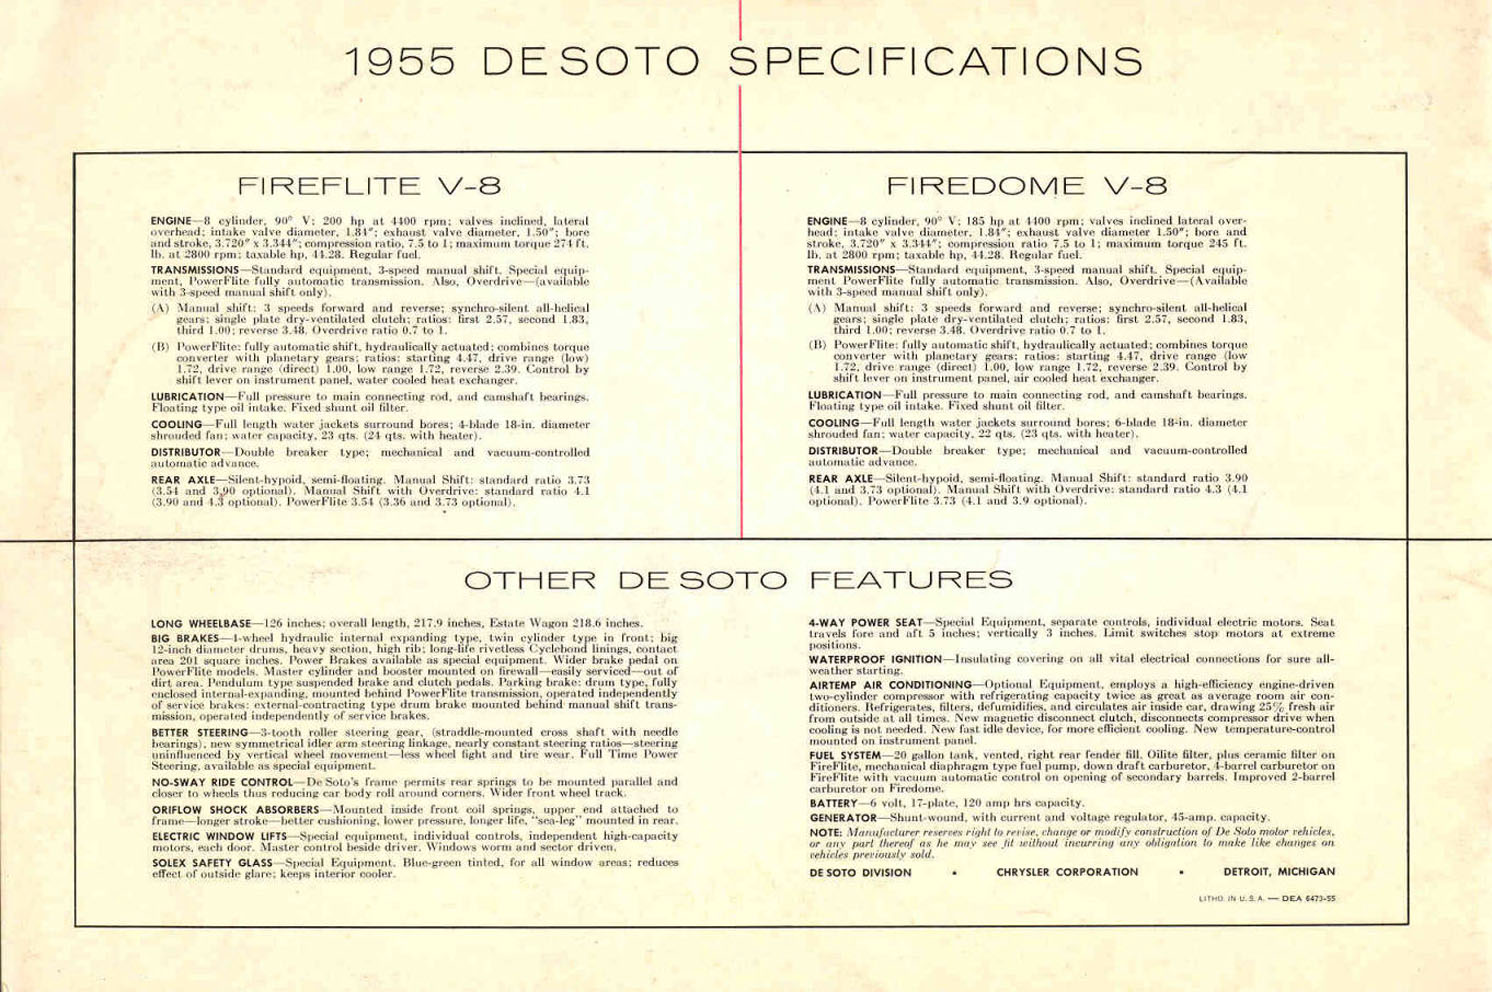 1955 DE SOTO SPECIFICATIONS
FIREFLITE V-8
ENGINE—8 cylinder, 90° V; 200 hp at 4400 rpm; valves inclined, lateral
overhead; intake valve diameter, 1.84"; exhaust valve diameter, 1.50"; bore
and stroke, 3.720" x 3.344"; compression ratio, 7.5 to 1; maximum torque 274 ft.
lb. at 2800 rpm; taxable hp, 44.28. Regular fuel.
TRANSMISSIONS—Standard equipment, 3-speed manual shift. Special equip-
ment, PowerFlite fully automatic transmission. Also, Overdrive—(available
with 3-speed manual shift only).
(A) Manual shift: 3 speeds forward and reverse; synchro-silent all-helical
gears; single plate dry-ventilated clutch; ratios: first 2.57, second 1.83,
third 1.00; reverse 3.48. Overdrive ratio 0.7 to 1.
(B) PowerFlite: fully automatic shift, hydraulically actuated; combines torque
converter with planetary gears; ratios: starting 4.47, drive range (low)
1.72, drive range (direct) 1.00, low range 1.72, reverse 2.39. Control by
shift lever on instrument panel, water cooled heat exchanger.
LUBRICATION—Full pressure to main connecting rod, and camshaft bearings.
Floating type oil intake. Fixed shunt oil filter.
COOLING—Full length water jackets surround bores; 4-blade 18-in. diameter
shrouded fan; water capacity, 23 qts. (24 qts. with heater).
DISTRIBUTOR—Double breaker type; mechanical and vacuum-controlled
automatic advance.
REAR AXLE—Silent-hypoid, semi-floating. Manual Shift: standard ratio 3.73
(3.54 and 3.90 optional). Manual Shift with Overdrive: standard ratio 4.1
(3.90 and 4.3 optional). PowerFlite 3.54 (3.36 and 3.73 optional).
FIREDOME V-8
ENGINE—8 cylinder, 90° V; 185 hp at 4400 rpm; valves inclined lateral over-
head; intake valve diameter, 1.84"; exhaust valve diameter 1.50"; bore and
stroke, 3.720" x 3.344"; compression ratio 7.5 to 1; maximum torque 245 ft.
lb. at 2800 rpm; taxable hp, 44.28. Regular fuel.
TRANSMISSIONS—Standard equipment, 3-speed manual shift. Special equip-
ment PowerFlite fully automatic transmission. Also, Overdrive—(Available
with 3-speed manual shift only).
(A) Manual shift: 3 speeds forward and reverse; synchro-silent all-helical
gears; single plate dry-ventilated clutch; ratios: first 2.57, second 1.83,
third 1.00; reverse 3.48. Overdrive ratio 0.7 to 1.
(B) PowerFlite: fully automatic shift, hydraulically actuated; combines torque
converter with planetary gears; ratios: starting 4.47, drive range (low
1.72, drive range (direct) 1.00, low range 1.72, reverse 2.39. Control by
shift lever on instrument panel, air cooled heat exchanger.
LUBRICATION—Full pressure to main connecting rod, and camshaft bearings.
Floating type oil intake. Fixed shunt oil filter.
COOLING—Full length water jackets surround bores; 6-blade 18-in. diameter
shrouded fan; water capacity, 22 qts. (23 qts. with heater).
DISTRIBUTOR—Double breaker type; mechanical and vacuum-controlled
automatic advance.
REAR AXLE—Silent-hypoid, semi-floating. Manual Shift: standard ratio 3.90
(4.1 and 3.73 optional). Manual Shift with Overdrive: standard ratio 4.3 (4.1
optional). PowerFlite 3.73 (4.1 and 3.9 optional).
OTHER DE SOTO FEATURES
LONG WHEELBASE—126 inches; overall length, 217.9 inches, Estate Wagon 218.6 inches.
BIG BRAKES—4-wheel hydraulic internal expanding type, twin cylinder type in front; big
12-inch diameter drums, heavy section, high rib; long-life rivetless Cyclebond linings, contact
area 201 square inches. Power Brakes available as special equipment. Wider brake pedal on
PowerFlite models. Master cylinder and booster mounted on firewall—easily serviced—out of
dirt area. Pendulum type suspended brake and clutch pedals. Parking brake: drum type, fully
enclosed internal-expanding, mounted behind PowerFlite transmission, operated independently
of service brakes: external-contracting type drum brake mounted behind manual shift trans-
mission, operated independently of service brakes.
BETTER STEERING—3-tooth roller steering gear, (straddle-mounted cross shaft with needle
bearings), new symmetrical idler arm steering linkage, nearly constant steering ratios—steering
uninfluenced by vertical wheel movement—less wheel fight and tire wear. Full Time Power
Steering, available as special equipment.
NO-SWAY RIDE CONTROL—De Soto's frame permits rear springs to be mounted parallel and
closer to wheels thus reducing car body roll around corners. Wider front wheel track.
ORIFLOW SHOCK ABSORBERS—Mounted inside front coil springs, upper end attached to
frame—longer stroke—better cushioning, lower pressure, longer life, "sea-leg" mounted in rear.
ELECTRIC WINDOW LIFTS—Special equipment, individual controls, independent high-capacity
motors, each door. Master control beside driver. Windows worm and sector driven.
SOLEX SAFETY GLASS—Special Equipment. Blue-green tinted, for all window areas; reduces
effect of outside glare; keeps interior cooler.
4-WAY POWER SEAT—Special Equipment, separate controls, individual electric motors. Seat
travels fore and aft 5 inches; vertically 3 inches. Limit switches stop motors at extreme
positions.
WATERPROOF IGNITION—Insulating covering on all vital electrical connections for sure all-
weather starting.
AIRTEMP AIR CONDITIONING—Optional Equipment, employs a high-efficiency engine-driven
two-cylinder compressor with refrigerating capacity twice as great as average room air con-
ditioners. Refrigerates, filters, defumidifies, and circulates air inside car, drawing 25% fresh air
from outside at all times. New magnetic disconnect clutch, disconnects compressor drive when
cooling is not needed. New fast idle device, for more efficient cooling. New temperature-control
mounted on instrument panel.
FUEL SYSTEM—20 gallon tank, vented, right rear fender fill. Oilite filter, plus ceramic filter on
FireFlite, mechanical diaphragm type fuel pump, down draft carburetor, 4-barrel carburetor on
FireFlite with vacuum automatic control on opening of secondary barrels. Improved 2-barrel
carburetor on Firedome.
BATTERY—6 volt, 17-plate, 120 amp hrs capacity.
GENERATOR—Shunt-wound, with current and voltage regulator, 45-amp. capacity.
NOTE: Manufacturer reserves right to revise, change or modify construction of De Soto motor vehicles,
or any part thereof as he may see fit without incurring any obligation to make like changes on
vehicles previously sold.
DE SOTO DIVISION • CHRYSLER CORPORATION • DETROIT, MICHIGAN
LITHO. IN U.S.A. — DEA 6473-55